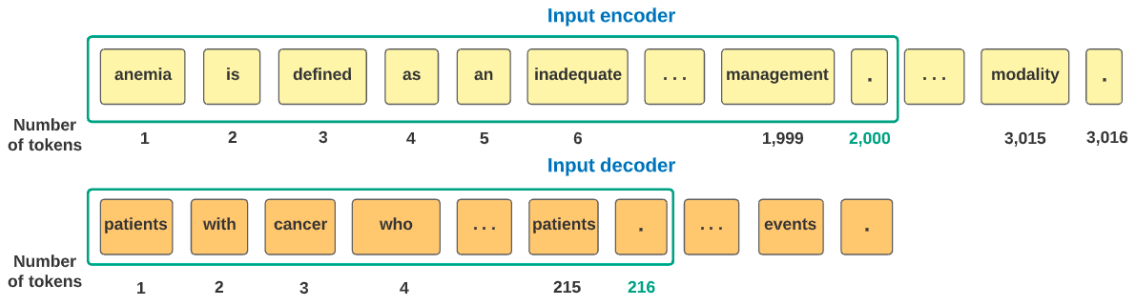 Input encoder
anemia is defined as an inadequate ... management . ... modality .
Number of tokens 1 2 3 4 5 6 1,999 2,000 3,015 3,016
Input decoder
patients with cancer who ... patients . ... events .
Number of tokens 1 2 3 4 215 216